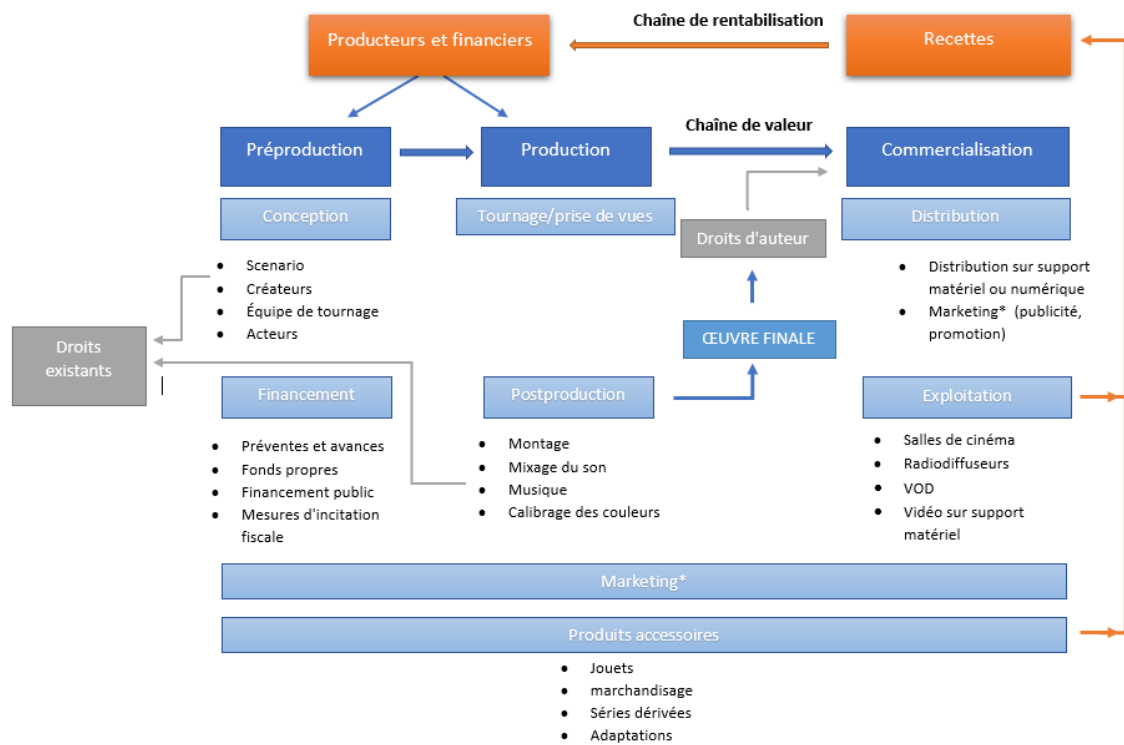 Chaîne de rentabilisation
Producteurs et financiers
Recettes
Chaîne de valeur
Préproduction
Production
Commercialisation
Conception
Tournage/prise de vues
Distribution
Droits d'auteur
• Scenario
• Créateurs
• Équipe de tournage
• Acteurs
• Distribution sur support
matériel ou numérique
• Marketing* (publicité,
promotion)
Droits
existants
ŒUVRE FINALE
Financement
Postproduction
Exploitation
• Préventes et avances
• Fonds propres
• Financement public
• Mesures d'incitation
fiscale
• Montage
• Mixage du son
• Musique
• Calibrage des couleurs
• Salles de cinéma
• Radiodiffuseurs
• VOD
• Vidéo sur support
matériel
Marketing*
Produits accessoires
• Jouets
• marchandisage
• Séries dérivées
• Adaptations